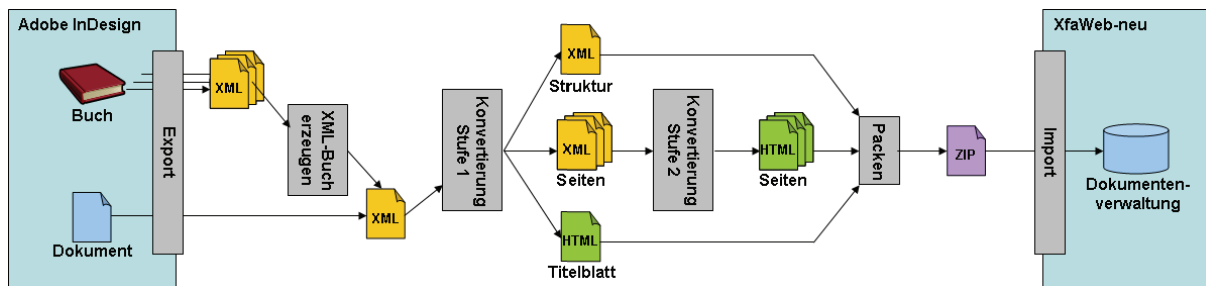 Adobe InDesign
Buch
Dokument
Export
XML
XML-Buch
erzeugen
XML
Konvertierung
Stufe 1
XML
Struktur
XML
Seiten
HTML
Titelblatt
Konvertierung
Stufe 2
HTML
Seiten
Packen
ZIP
XfaWeb-neu
Import
Dokumenten-
verwaltung